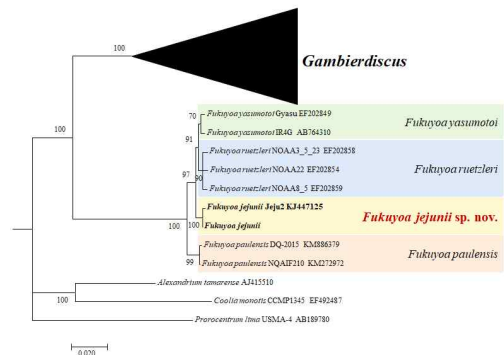 100
Gambierdiscus
70
Fukuyoa yasumotoi Gyasu EF202849
Fukuyoa yasumotoi
Fukuyoa yasumotoi IR4G AB764310
91
100
Fukuyoa ruetzleri NOAA3_5_23 EF202858
97
90
Fukuyoa ruetzleri NOAA22 EF202854
Fukuyoa ruetzleri
Fukuyoa ruetzleri NOAA8_5 EF202859
Fukuyoa jejunii Jeju2 KJ447125
Fukuyoa jejunii sp. nov.
100
100
Fukuyoa jejunii
Fukuyoa paulensis DQ-2015 KM886379
Fukuyoa paulensis
99
Fukuyoa paulensis NQAIF210 KM272972
Alexandrium tamarense AJ415510
100
Coolia monotis CCMP1345 EF492487
Prorocentrum lima USMA-4 AB189780
0.020